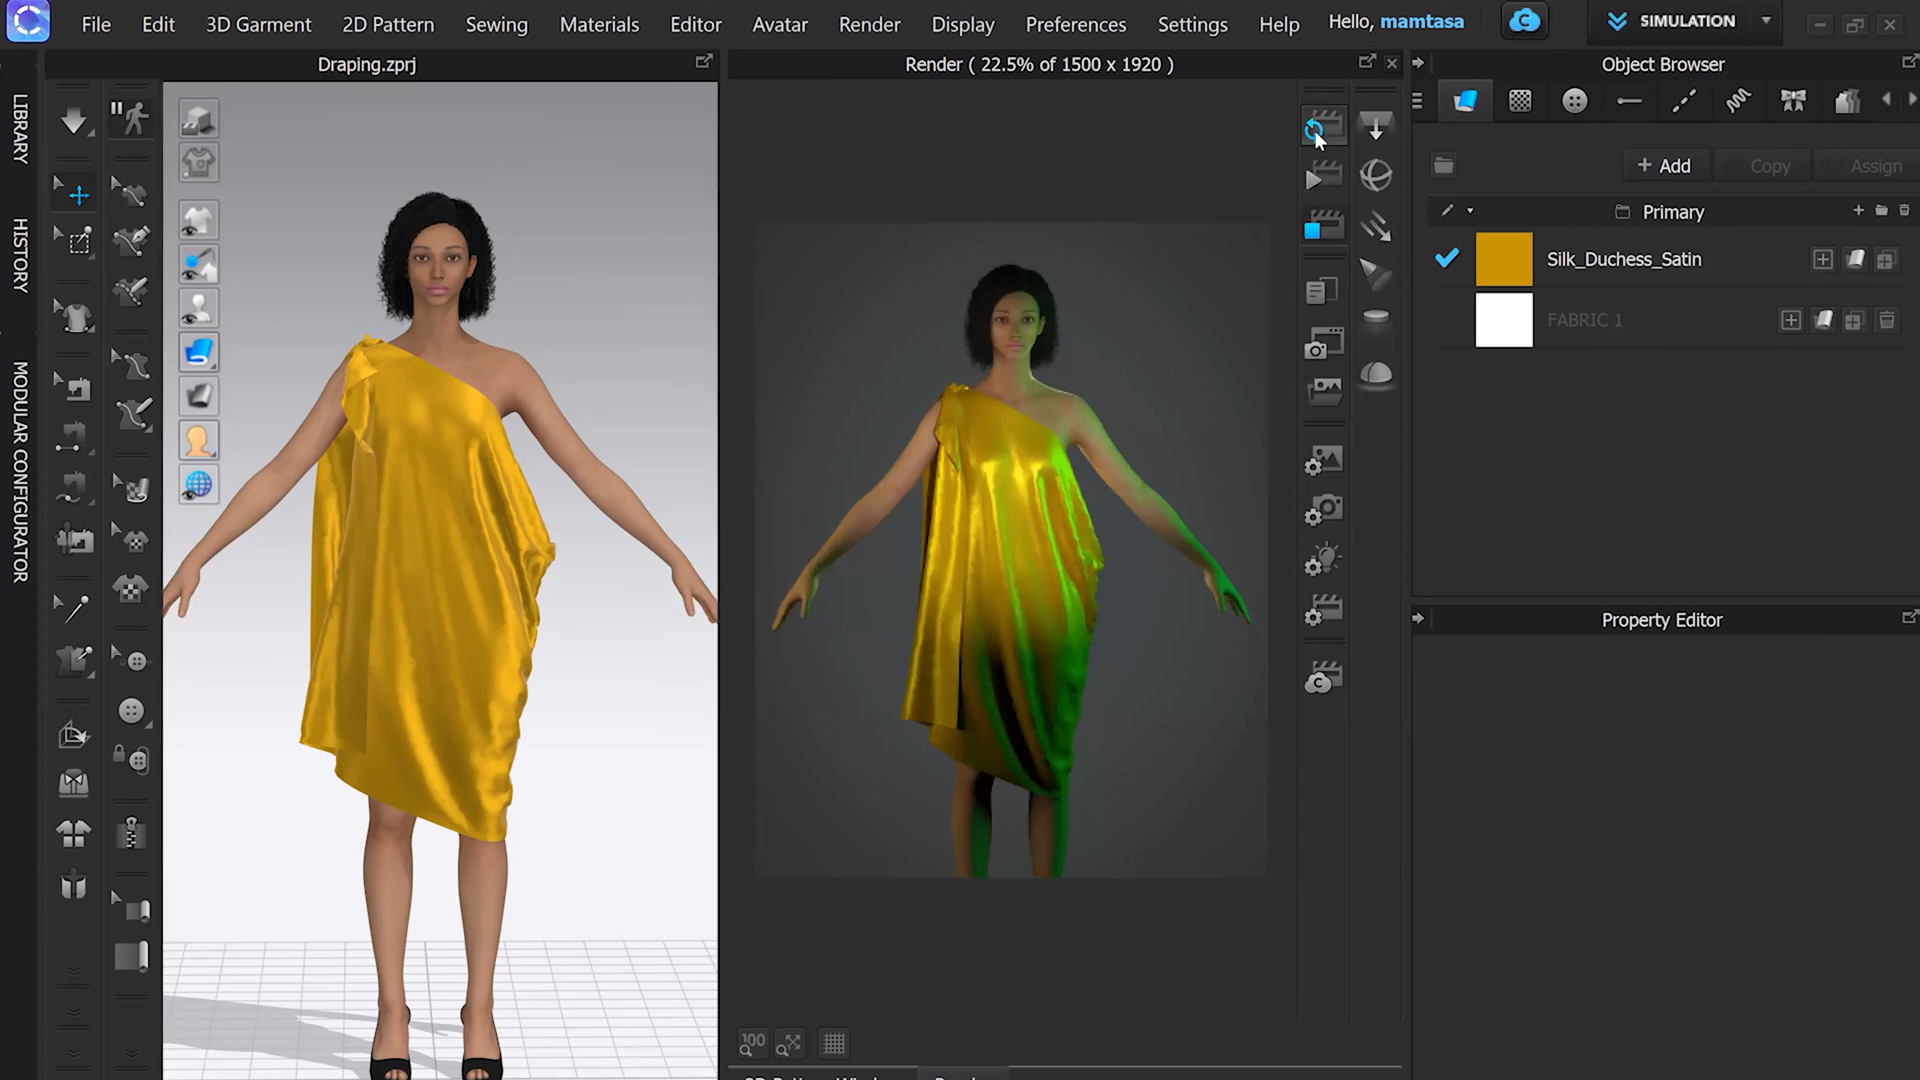 File Edit 3D Garment 2D Pattern Sewing Materials Editor Avatar Render Display Preferences Settings Help Hello, mamtasa SIMULATION
Draping.zprj
Render ( 22.5% of 1500 x 1920 )
Object Browser
LIBRARY
HISTORY
MODULAR CONFIGURATOR
+ Add Copy Assign
Primary
Silk_Duchess_Satin
FABRIC 1
Property Editor
100